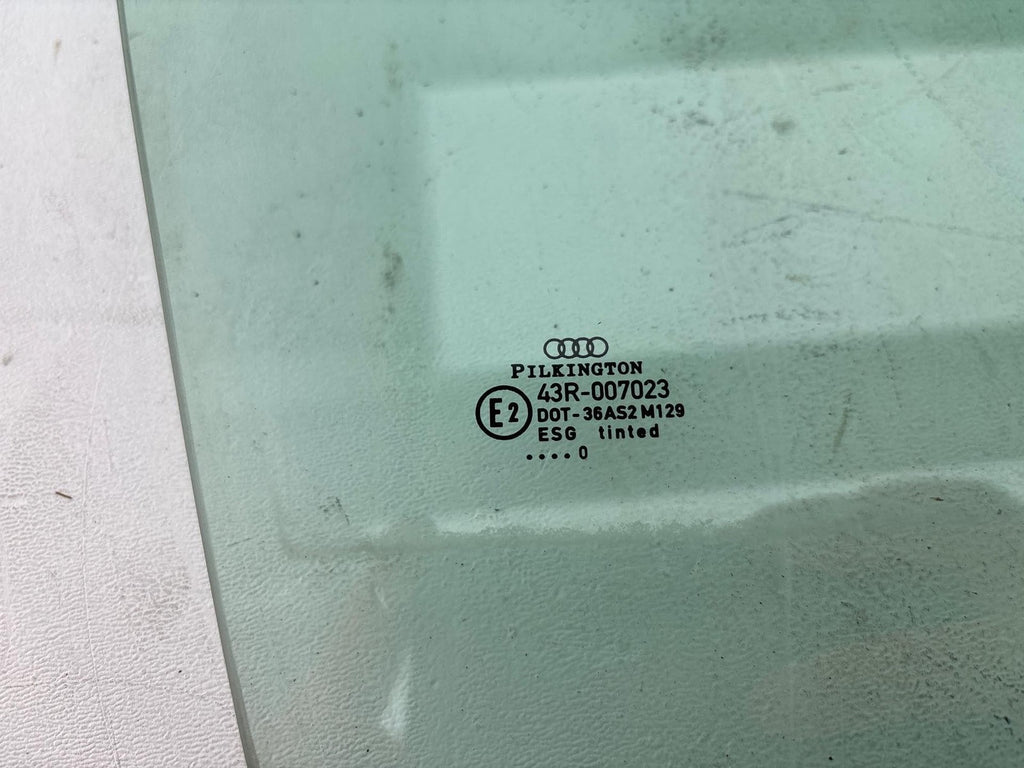 PILKINGTON
E2
43R-007023
DOT-36AS2 M129
ESG tinted
....0